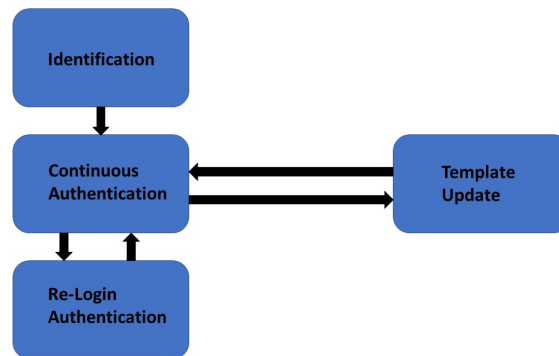 Identification
Continuous
Authentication
Template
Update
Re-Login
Authentication